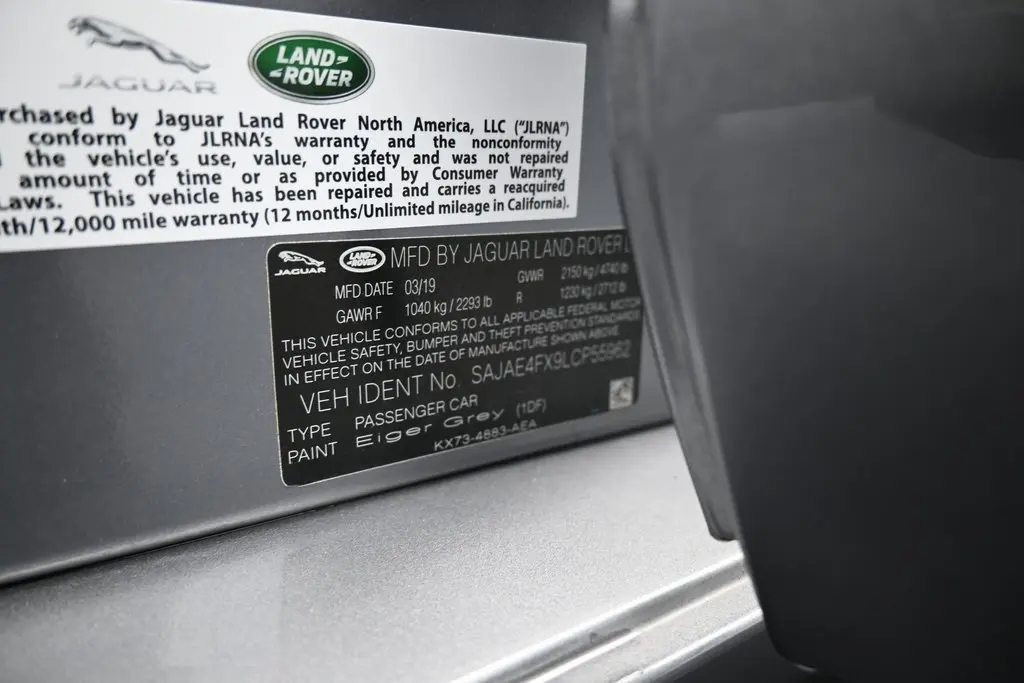 JAGUAR
LAND-
-ROVER
rchased by Jaguar Land Rover North America, LLC ("JLRNA")
conform to JLRNA's warranty and the nonconformity
the vehicle's use, value, or safety and was not repaired
amount of time or as provided by Consumer Warranty
Laws. This vehicle has been repaired and carries a reacquired
th/12,000 mile warranty (12 months/Unlimited mileage in California).
JAGUAR
LAND-
-ROVER
MFD BY JAGUAR LAND ROVER L
MFD DATE 03/19 GVWR 2150 kg / 4740 lb
GAWR F 1040 kg / 2293 lb R 1230 kg / 2712 lb
THIS VEHICLE CONFORMS TO ALL APPLICABLE FEDERAL MOTOR
VEHICLE SAFETY, BUMPER AND THEFT PREVENTION STANDARDS
IN EFFECT ON THE DATE OF MANUFACTURE SHOWN ABOVE
VEH IDENT No. SAJAE4FX9LCP55962
TYPE PASSENGER CAR
PAINT Eiger Grey (1DF)
KX73-4883-AEA